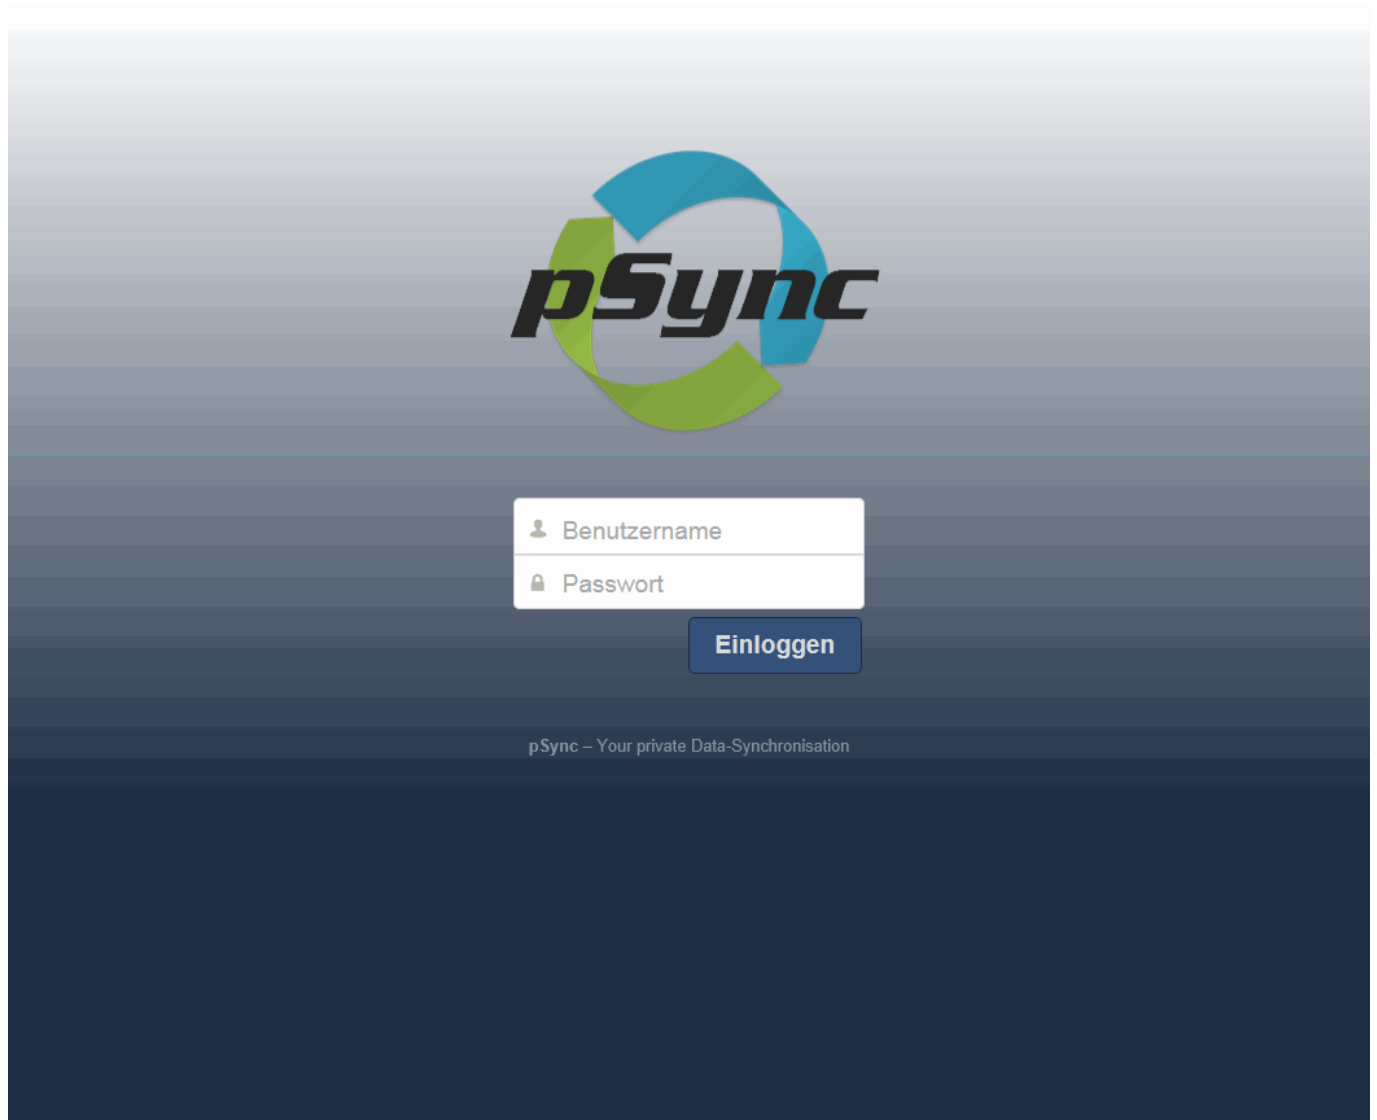 pSync
Benutzername
Passwort
Einloggen
pSync – Your private Data-Synchronisation